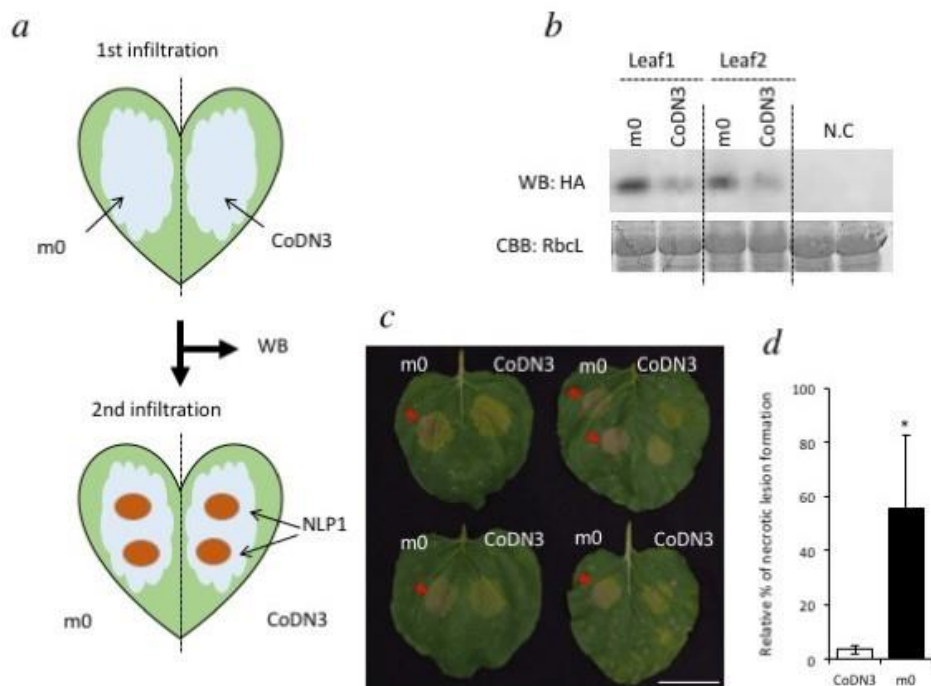 a
1st infiltration
m0
CoDN3
WB
2nd infiltration
NLP1
m0
CoDN3
b
Leaf1 Leaf2
m0 CoDN3 m0 CoDN3 N.C
WB: HA
CBB: RbcL
c
m0 CoDN3 m0 CoDN3
m0 CoDN3 m0 CoDN3
d
Relative % of necrotic lesion formation
100
80
60
40
20
0
*
CoDN3 m0